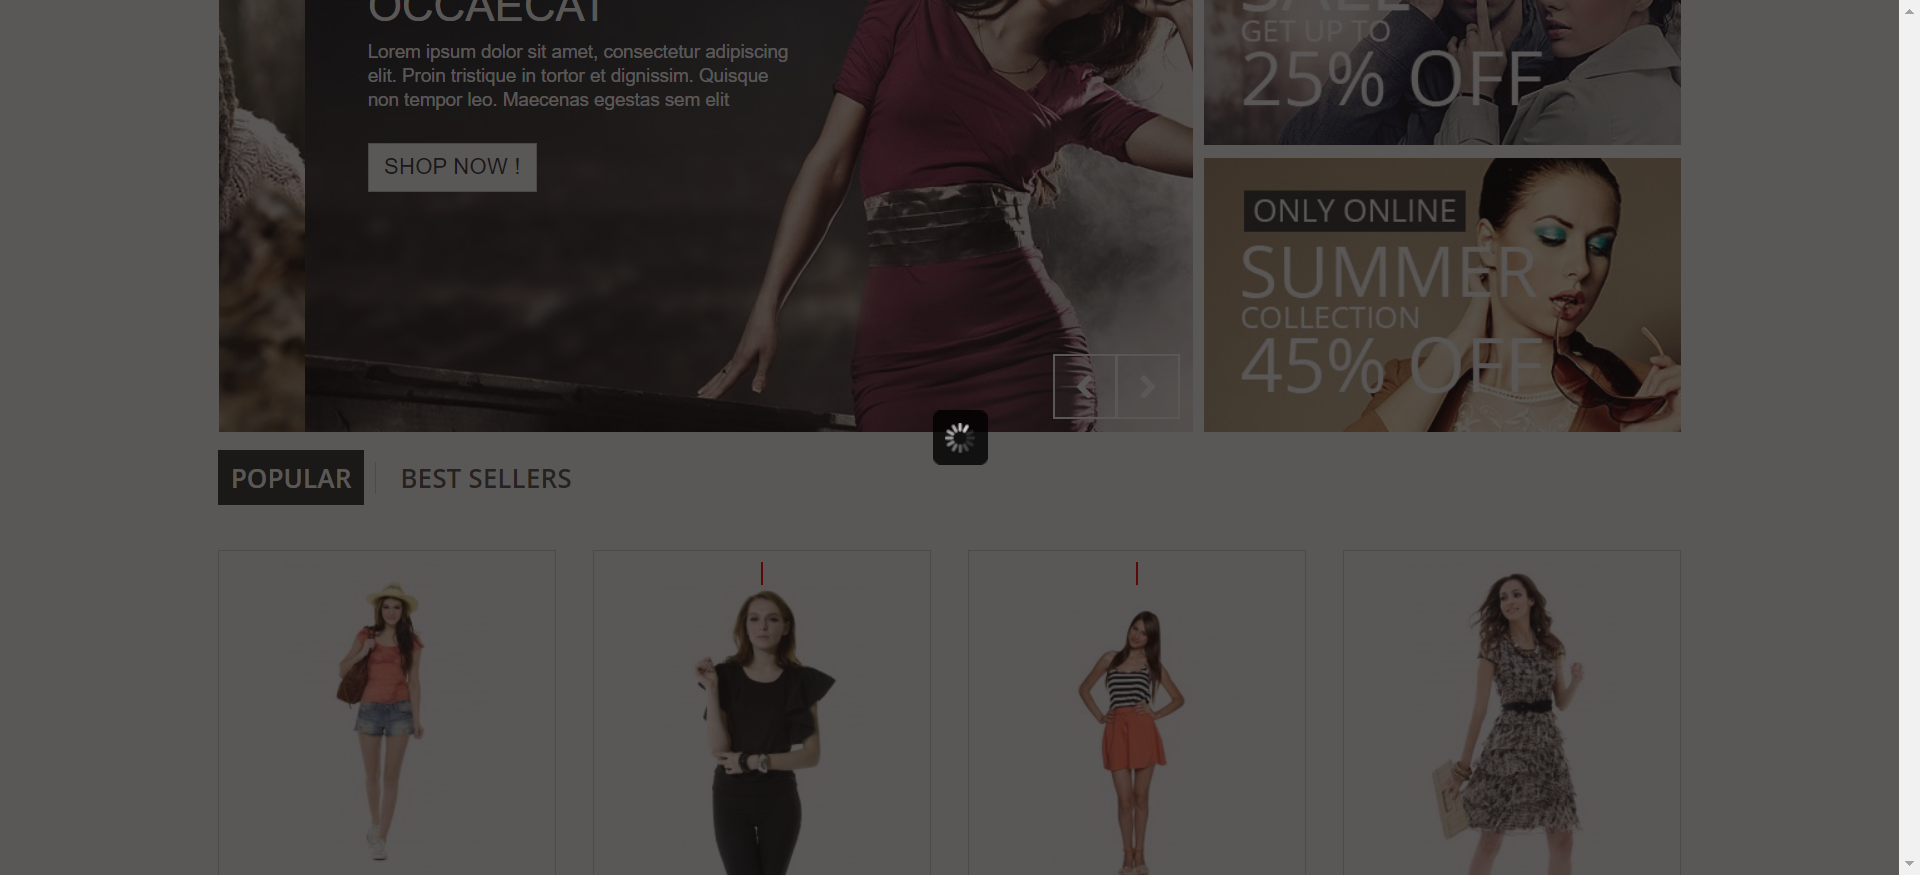 OCCAECAT
Lorem ipsum dolor sit amet, consectetur adipiscing
elit. Proin tristique in tortor et dignissim. Quisque
non tempor leo. Maecenas egestas sem elit
SHOP NOW !
SALE
GET UP TO
25% OFF
ONLY ONLINE
SUMMER
COLLECTION
45% OFF
POPULAR
BEST SELLERS